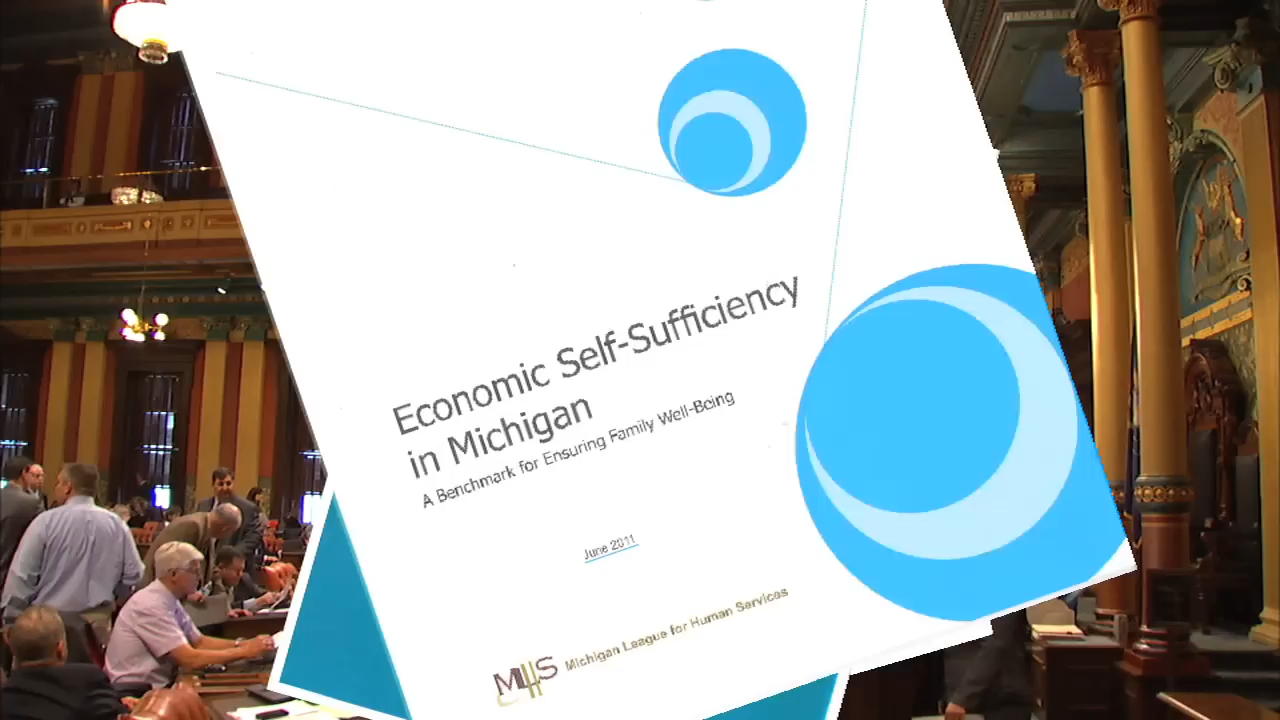 Economic Self-Sufficiency
in Michigan
A Benchmark for Ensuring Family Well-Being
June 2011
MLHS Michigan League for Human Services